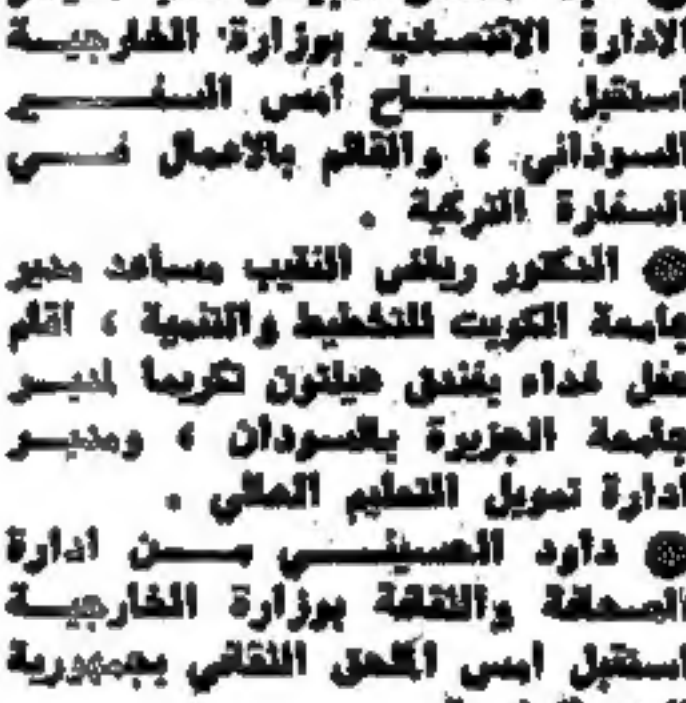 الادارة الاقتصادية بوزارة الخارجية
استقبل صباح امس السفير
السوداني ، والقائم بالاعمال في
السفارة التركية .
● الدكتور رياض النقيب مساعد مدير
جامعة الكويت للتخطيط والتنمية ، اقام
حفل غداء بفندق هيلتون تكريما لمدير
جامعة الجزيرة بالسودان ، ومدير
ادارة تمويل التعليم العالي .
● داود الحسيني من ادارة
الصحافة والثقافة بوزارة الخارجية
استقبل امس الملحق الثقافي بجمهورية